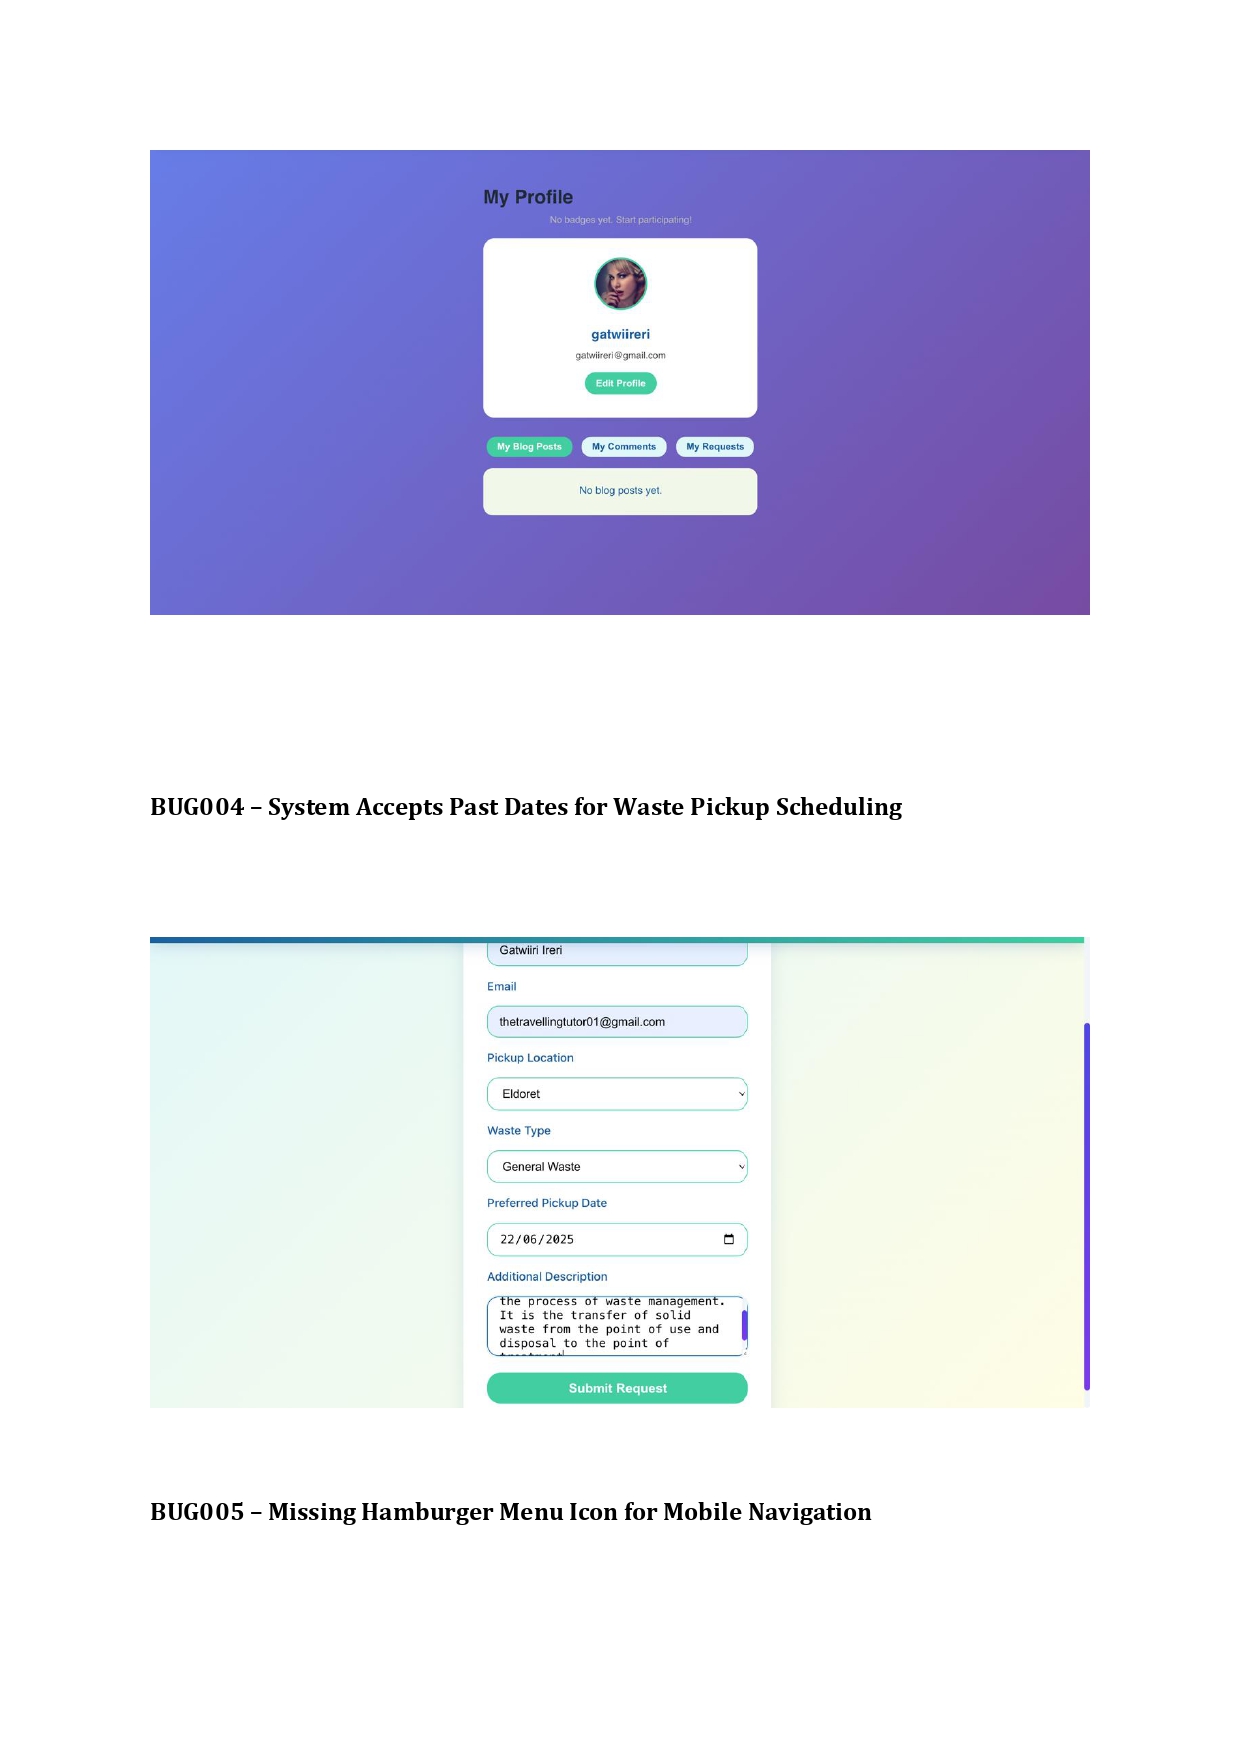 My Profile
No badges yet. Start participating!
gatwiireri
gatwiireri@gmail.com
Edit Profile
My Blog Posts My Comments My Requests
No blog posts yet.
BUG004 – System Accepts Past Dates for Waste Pickup Scheduling
Gatwiiri Ireri
Email
thetravellingtutor01@gmail.com
Pickup Location
Eldoret
Waste Type
General Waste
Preferred Pickup Date
22/06/2025
Additional Description
the process of waste management.
It is the transfer of solid
waste from the point of use and
disposal to the point of
Submit Request
BUG005 – Missing Hamburger Menu Icon for Mobile Navigation